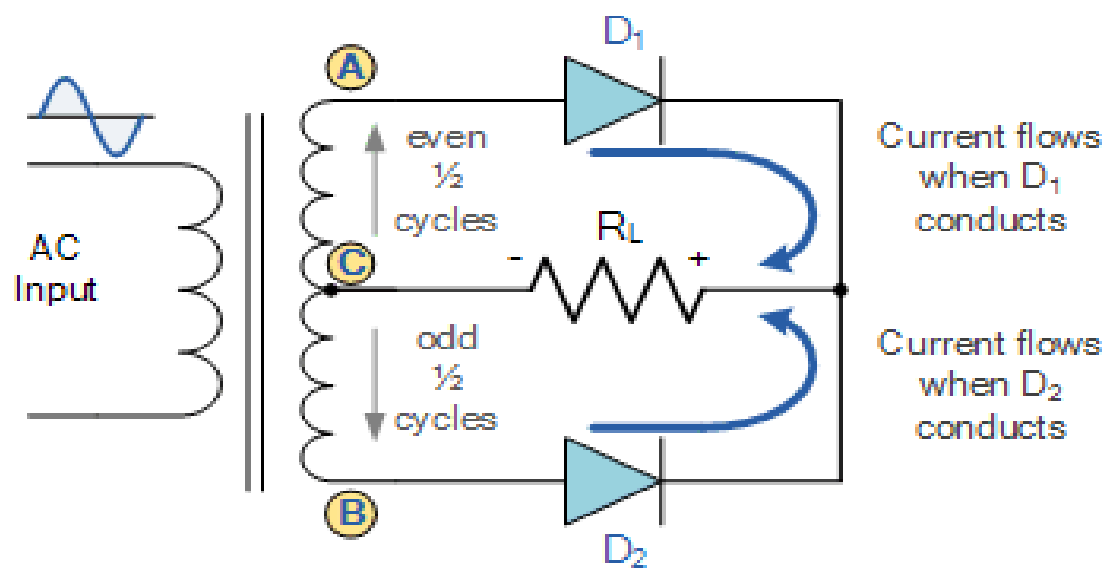 D₁
A
even
½
cycles
Current flows
when D₁
conducts
AC
Input
C
- RL +
odd
½
cycles
Current flows
when D₂
conducts
B
D₂